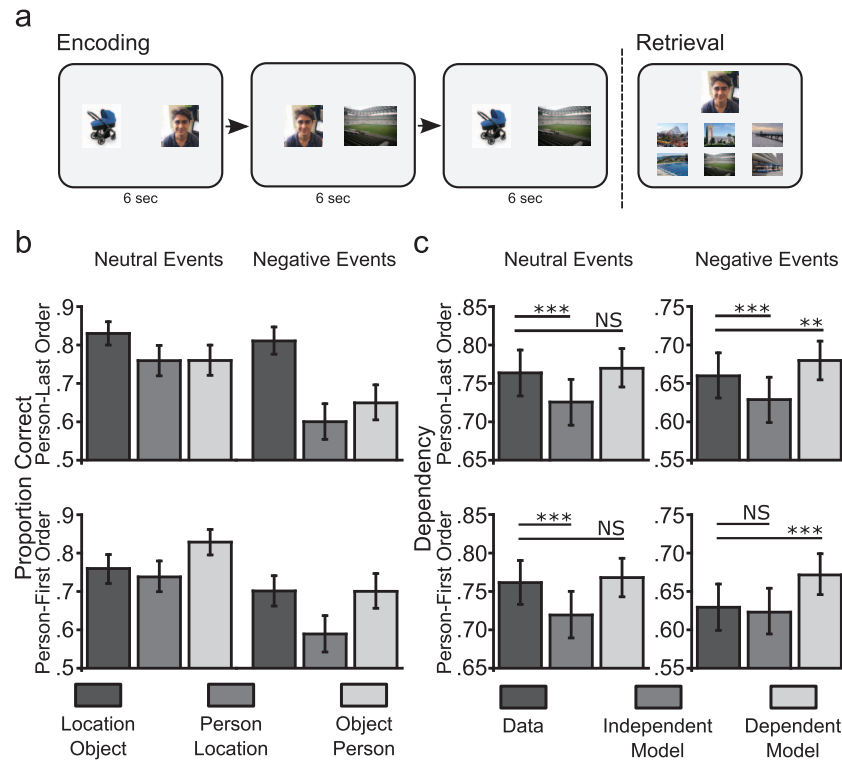 a
Encoding
Retrieval
6 sec
6 sec
6 sec
b
Neutral Events
Negative Events
Proportion Correct
Person-Last Order
.9
.8
.7
.6
.5
Person-First Order
.9
.8
.7
.6
.5
Location
Object
Person
Location
Object
Person
c
Neutral Events
Negative Events
Dependency
Person-Last Order
.85
.80
.75
.70
.65
***
NS
.75
.70
.65
.60
.55
***
**
Person-First Order
.85
.80
.75
.70
.65
***
NS
.75
.70
.65
.60
.55
NS
***
Data
Independent
Model
Dependent
Model